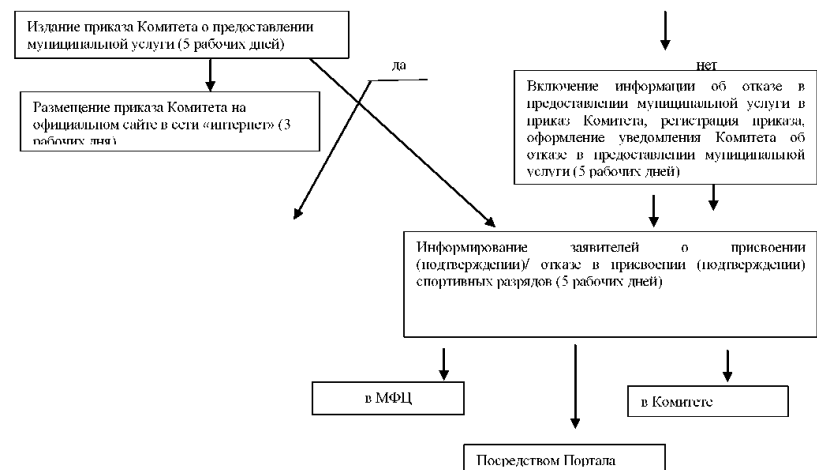 Издание приказа Комитета о предоставлении
муниципальной услуги (5 рабочих дней)
да
нет
Размещение приказа Комитета на
официальном сайте в сети «интернет» (3
рабочих дня)
Включение информации об отказе в
предоставлении муниципальной услуги в
приказ Комитета, регистрация приказа,
оформление уведомления Комитета об
отказе в предоставлении муниципальной
услуги (5 рабочих дней)
Информирование заявителей о присвоении
(подтверждении)/ отказе в присвоении (подтверждении)
спортивных разрядов (5 рабочих дней)
в МФЦ
в Комитете
Посредством Портала